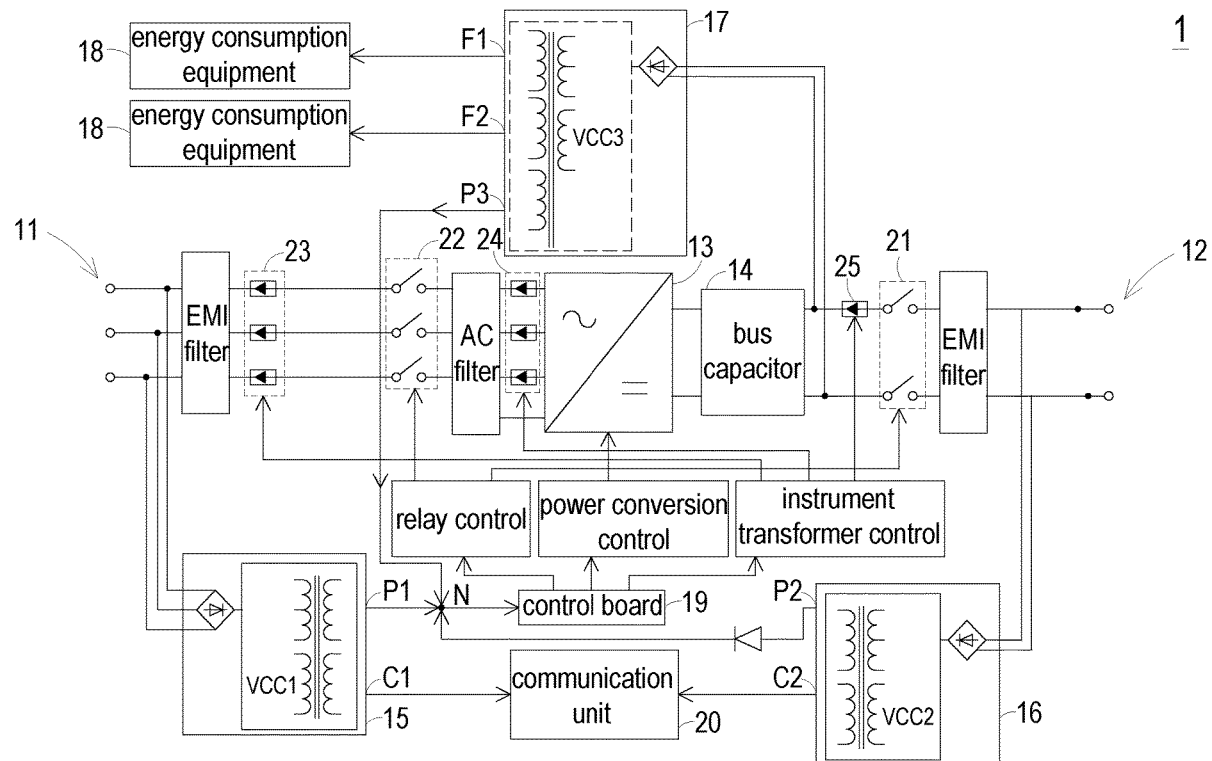 17
1
18
energy consumption
equipment
F1
18
energy consumption
equipment
F2
VCC3
P3
11
23
22
24
13
14
25
21
12
EMI
filter
AC
filter
bus
capacitor
EMI
filter
relay control
power conversion
control
instrument
transformer control
P1
N
control board
19
P2
VCC1
C1
15
communication
unit
20
C2
VCC2
16